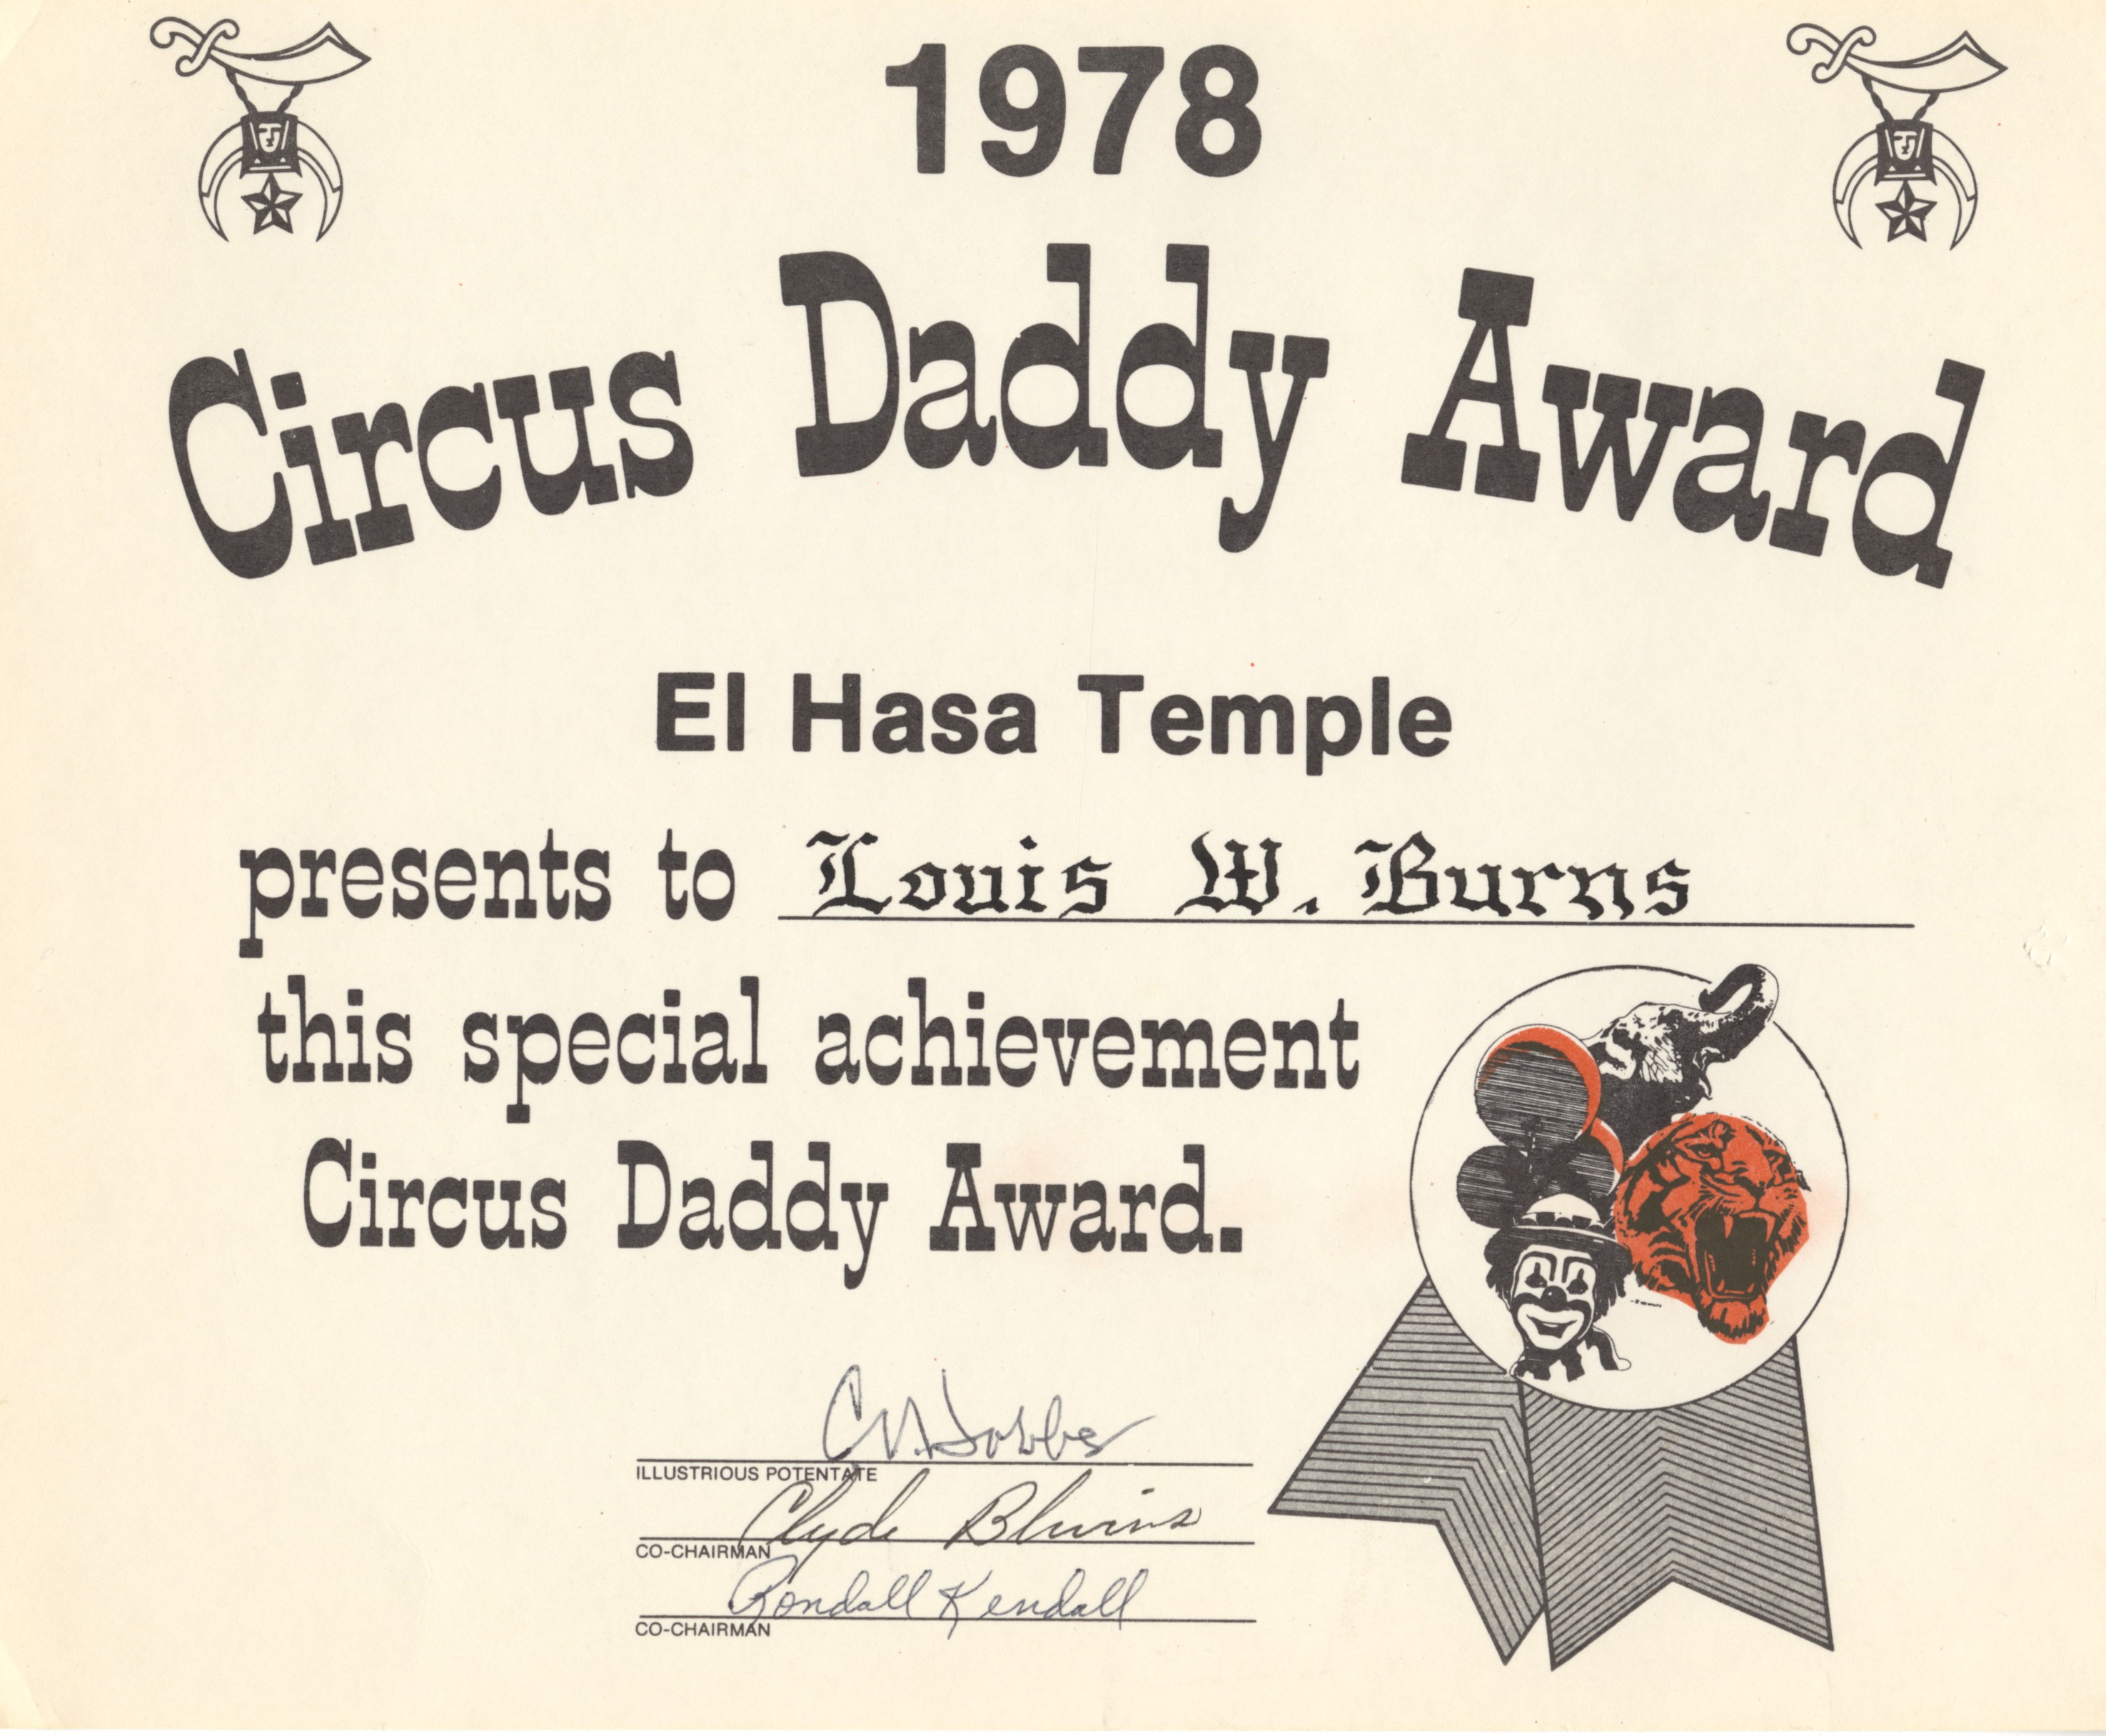 1978
Circus Daddy Award
El Hasa Temple
presents to Louis W. Burns
this special achievement
Circus Daddy Award.
ILLUSTRIOUS POTENTATE
Clyde Blivins
CO-CHAIRMAN
Rondall Kendall
CO-CHAIRMAN